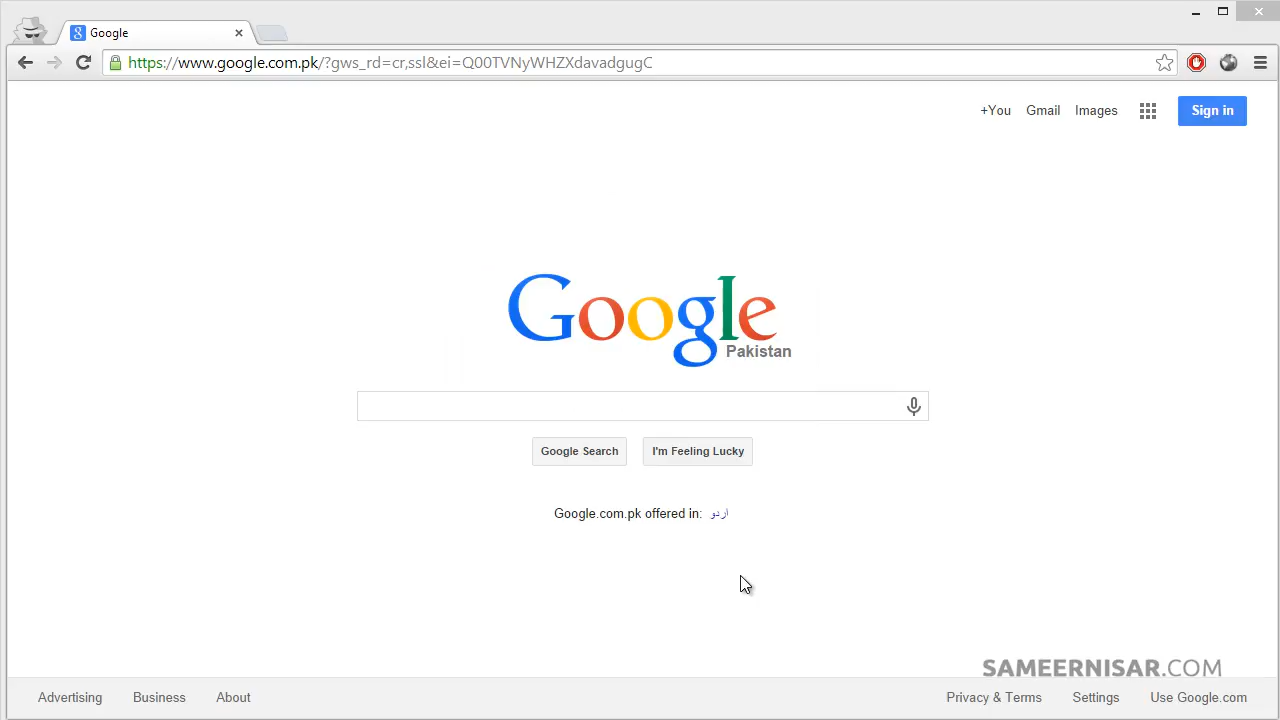 Google
https://www.google.com.pk/?gws_rd=cr,ssl&ei=Q00TVNyWHZXdavadgugC
+You Gmail Images Sign in
Google
Pakistan
Google Search I'm Feeling Lucky
Google.com.pk offered in: اردو
SAMEERNISAR.COM
Advertising Business About Privacy & Terms Settings Use Google.com